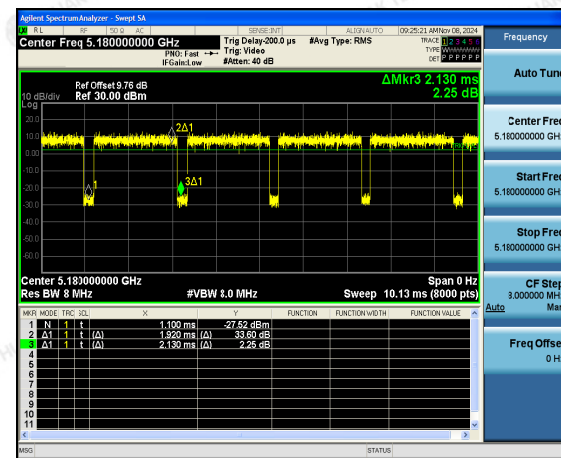 Agilent Spectrum Analyzer - Swept SA
RL RF 50 Ω AC SENSE:INT ALIGNAUTO 09:25:21 AM Nov 08, 2024
Center Freq 5.180000000 GHz
PNO: Fast
IFGain:Low
Trig Delay-200.0 µs
Trig: Video
#Atten: 40 dB
#Avg Type: RMS
TRACE 1 2 3 4 5 6
TYPE
DET P P P P P P
Frequency
Auto Tune
Center Freq
5.180000000 GH
Start Freq
5.180000000 GH
Stop Freq
5.180000000 GH
CF Step
8.000000 MH
Auto Man
Freq Offse
0 H
10 dB/div
Log
Ref Offset 9.76 dB
Ref 30.00 dBm
ΔMkr3 2.130 ms
2.25 dB
20.0
10.0
0.00
-10.0
-20.0
-30.0
-40.0
-50.0
-60.0
2Δ1
1
3Δ1
Center 5.180000000 GHz
Span 0 Hz
Res BW 8 MHz
#VBW 8.0 MHz
Sweep 10.13 ms (8000 pts)
MKR MODE TRC SCL X Y FUNCTION FUNCTION WIDTH FUNCTION VALUE
1 N 1 t 1.100 ms -27.52 dBm
2 Δ1 1 t (Δ) 1.920 ms (Δ) 33.60 dB
3 Δ1 1 t (Δ) 2.130 ms (Δ) 2.25 dB
4
5
6
7
8
9
10
11
MSG STATUS